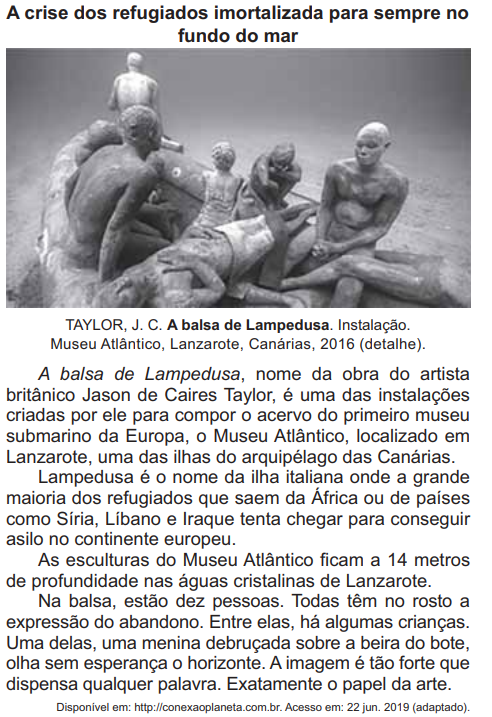 A crise dos refugiados imortalizada para sempre no
fundo do mar
TAYLOR, J. C. A balsa de Lampedusa. Instalação.
Museu Atlântico, Lanzarote, Canárias, 2016 (detalhe).
A balsa de Lampedusa, nome da obra do artista
britânico Jason de Caires Taylor, é uma das instalações
criadas por ele para compor o acervo do primeiro museu
submarino da Europa, o Museu Atlântico, localizado em
Lanzarote, uma das ilhas do arquipélago das Canárias.
Lampedusa é o nome da ilha italiana onde a grande
maioria dos refugiados que saem da África ou de países
como Síria, Líbano e Iraque tenta chegar para conseguir
asilo no continente europeu.
As esculturas do Museu Atlântico ficam a 14 metros
de profundidade nas águas cristalinas de Lanzarote.
Na balsa, estão dez pessoas. Todas têm no rosto a
expressão do abandono. Entre elas, há algumas crianças.
Uma delas, uma menina debruçada sobre a beira do bote,
olha sem esperança o horizonte. A imagem é tão forte que
dispensa qualquer palavra. Exatamente o papel da arte.
Disponível em: http://conexaoplaneta.com.br. Acesso em: 22 jun. 2019 (adaptado).